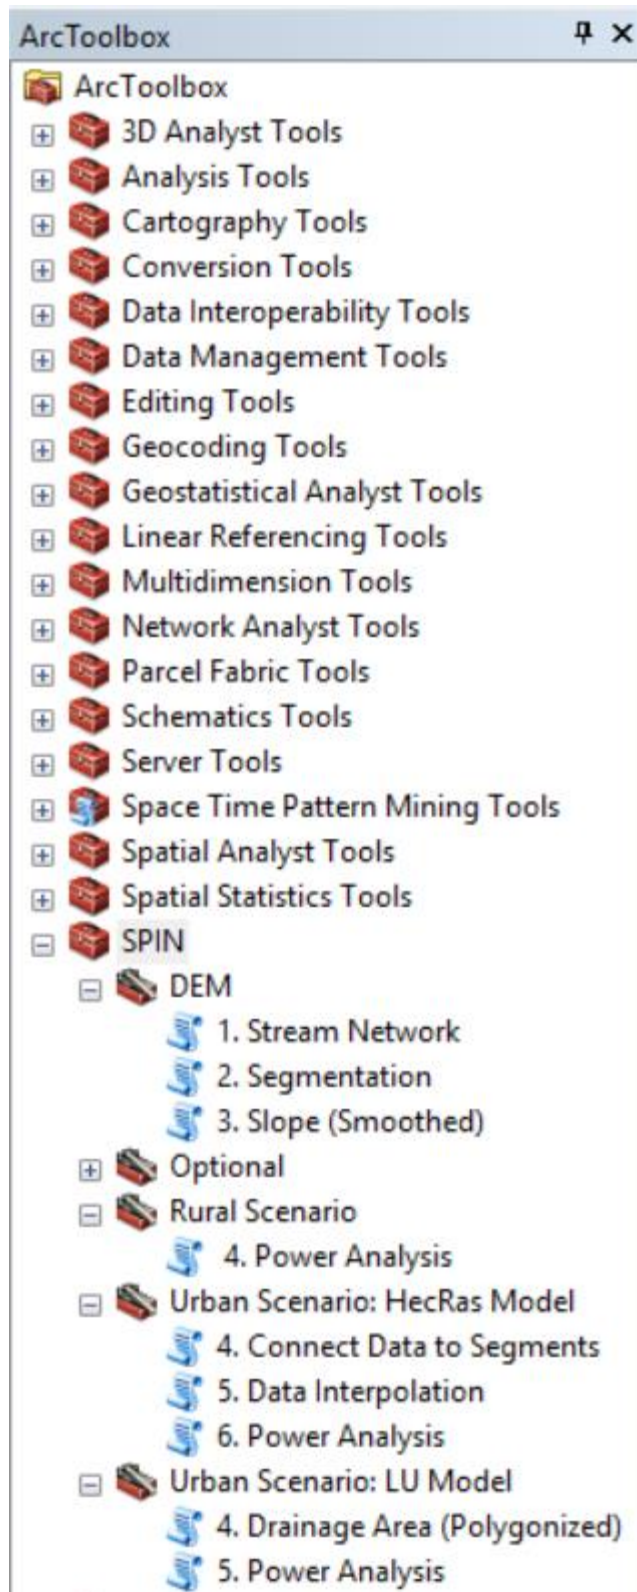 ArcToolbox
ArcToolbox
3D Analyst Tools
Analysis Tools
Cartography Tools
Conversion Tools
Data Interoperability Tools
Data Management Tools
Editing Tools
Geocoding Tools
Geostatistical Analyst Tools
Linear Referencing Tools
Multidimension Tools
Network Analyst Tools
Parcel Fabric Tools
Schematics Tools
Server Tools
Space Time Pattern Mining Tools
Spatial Analyst Tools
Spatial Statistics Tools
SPIN
DEM
1. Stream Network
2. Segmentation
3. Slope (Smoothed)
Optional
Rural Scenario
4. Power Analysis
Urban Scenario: HecRas Model
4. Connect Data to Segments
5. Data Interpolation
6. Power Analysis
Urban Scenario: LU Model
4. Drainage Area (Polygonized)
5. Power Analysis